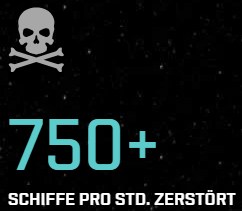 750+
SCHIFFE PRO STD. ZERSTÖRT